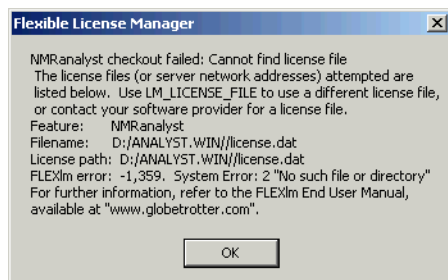 Flexible License Manager
NMRanalyst checkout failed: Cannot find license file
The license files (or server network addresses) attempted are
listed below. Use LM_LICENSE_FILE to use a different license file,
or contact your software provider for a license file.
Feature: NMRanalyst
Filename: D:/ANALYST.WIN//license.dat
License path: D:/ANALYST.WIN//license.dat
FLEXlm error: -1,359. System Error: 2 "No such file or directory"
For further information, refer to the FLEXlm End User Manual,
available at "www.globetrotter.com".
OK